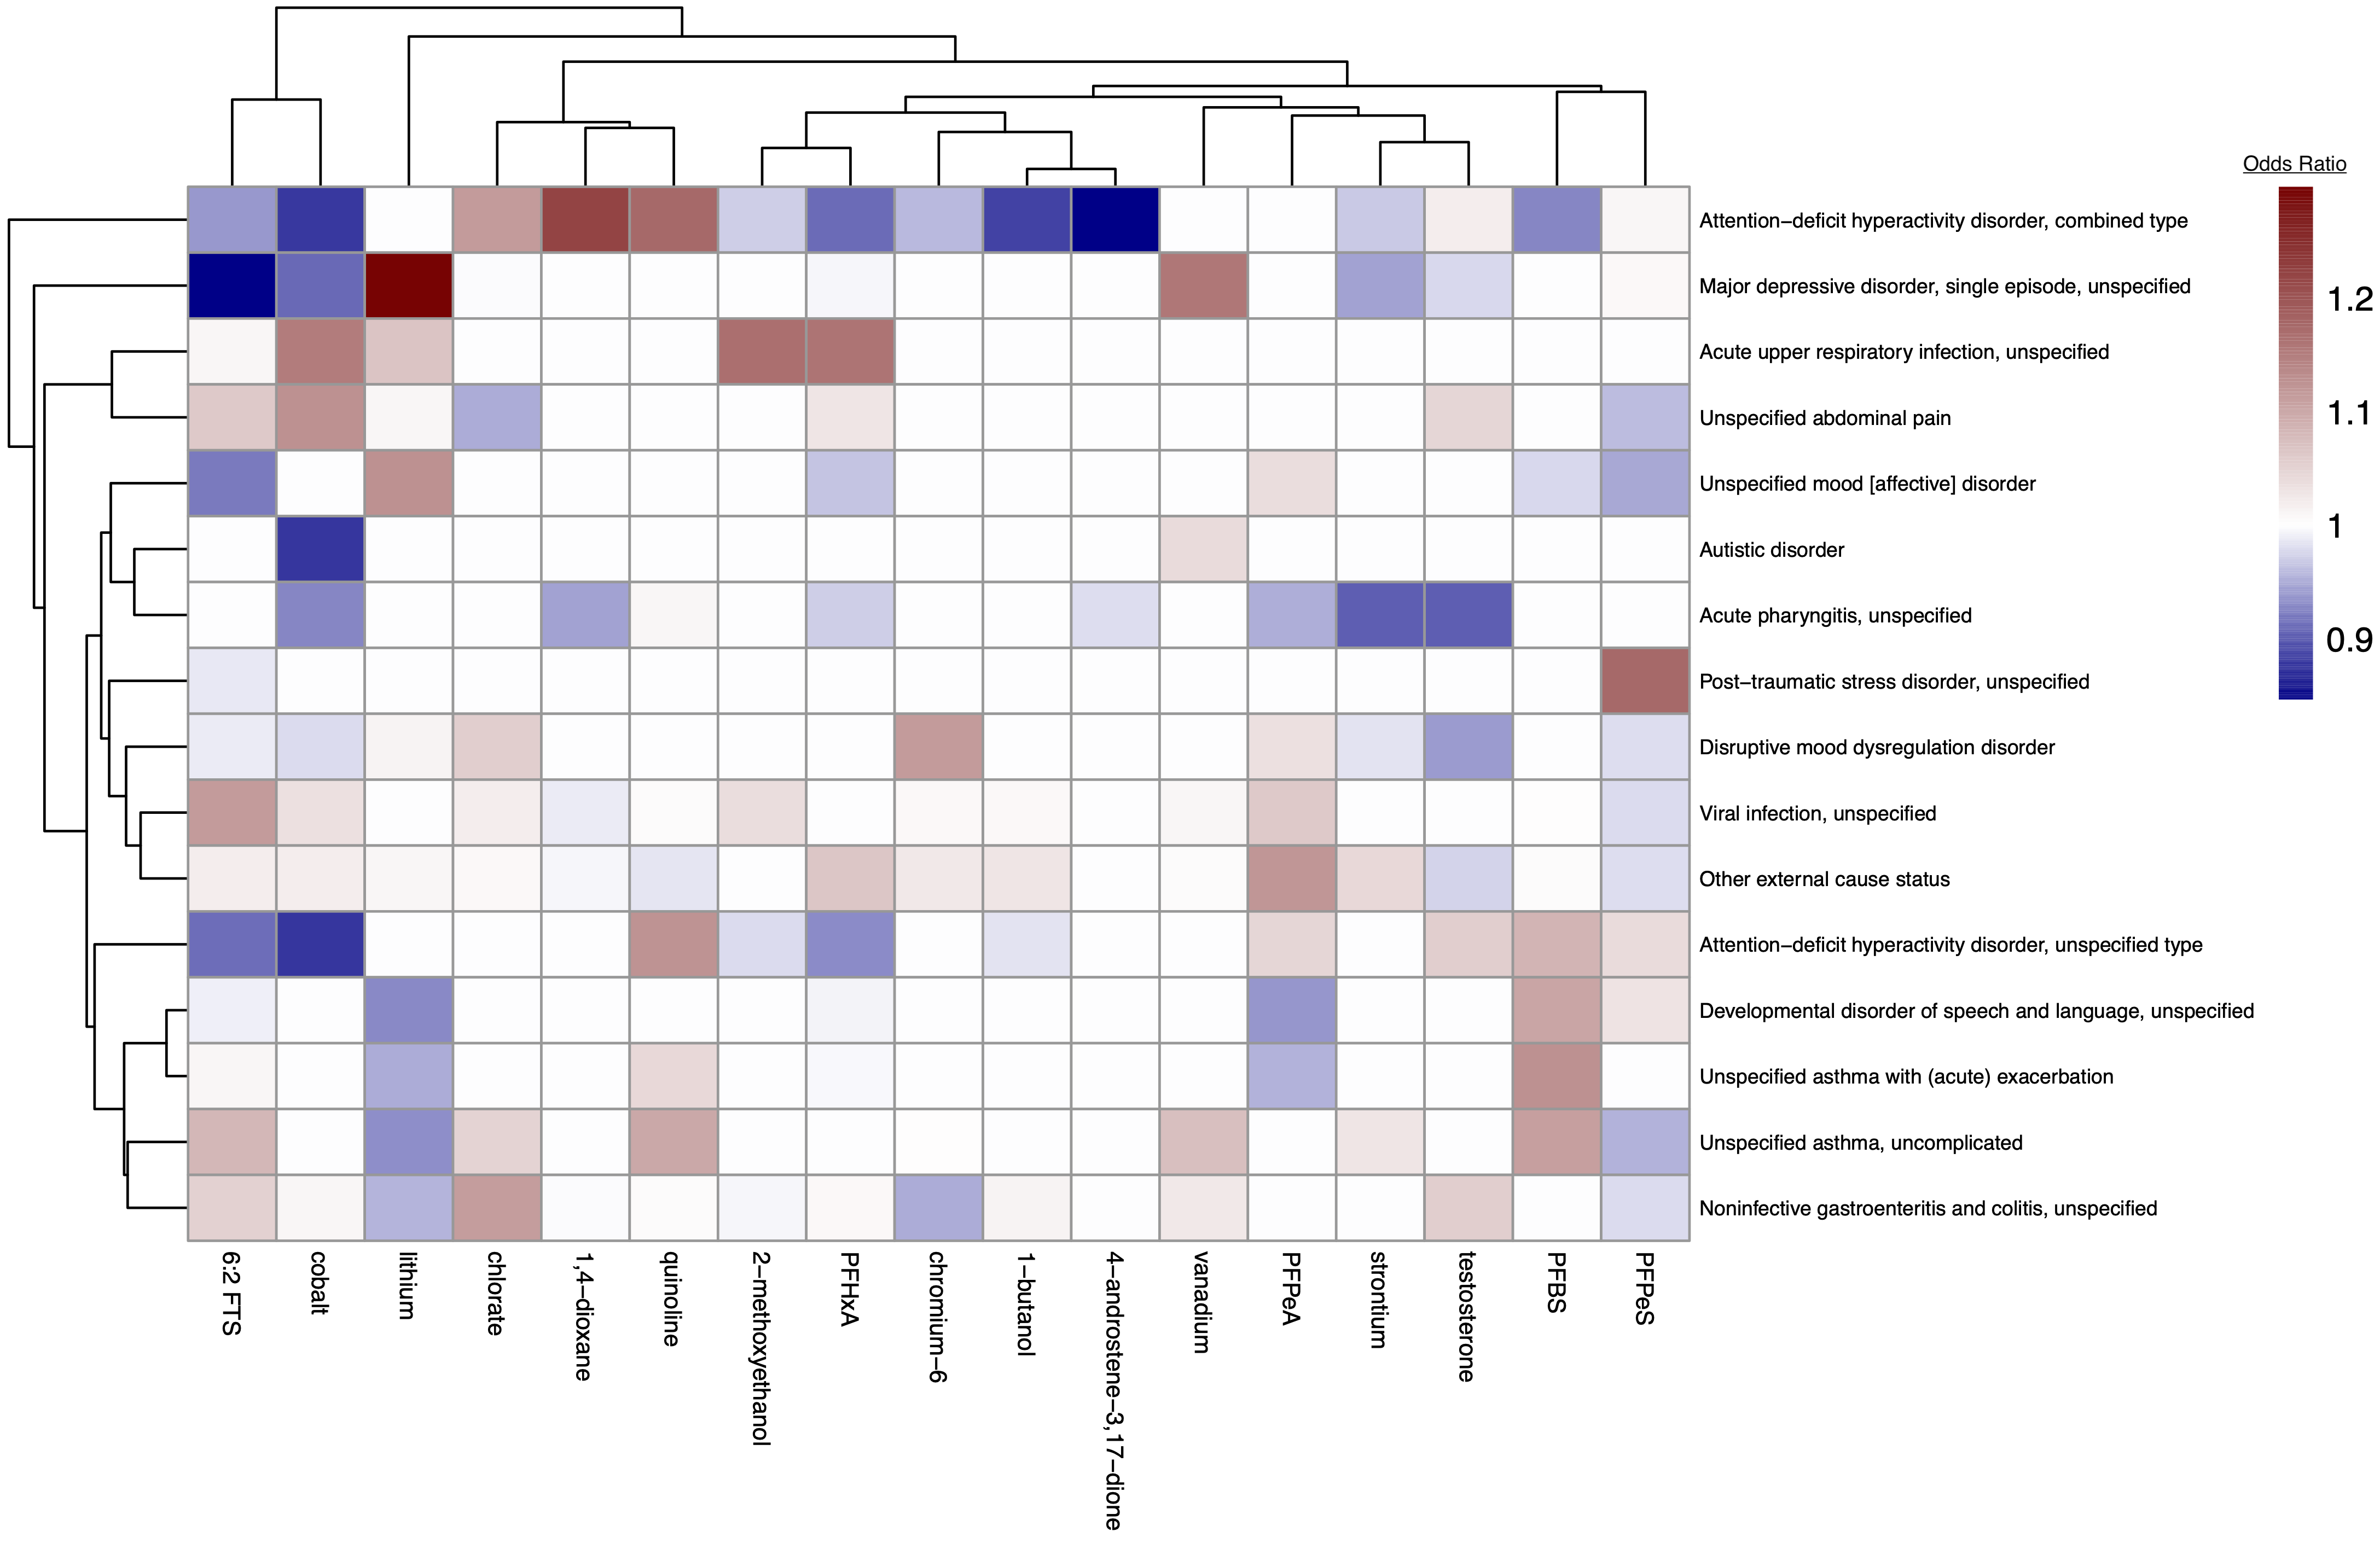 Odds Ratio
1.2
1.1
1
0.9
Attention−deficit hyperactivity disorder, combined type
Major depressive disorder, single episode, unspecified
Acute upper respiratory infection, unspecified
Unspecified abdominal pain
Unspecified mood [affective] disorder
Autistic disorder
Acute pharyngitis, unspecified
Post−traumatic stress disorder, unspecified
Disruptive mood dysregulation disorder
Viral infection, unspecified
Other external cause status
Attention−deficit hyperactivity disorder, unspecified type
Developmental disorder of speech and language, unspecified
Unspecified asthma with (acute) exacerbation
Unspecified asthma, uncomplicated
Noninfective gastroenteritis and colitis, unspecified
6:2 FTS
cobalt
lithium
chlorate
1,4−dioxane
quinoline
2−methoxyethanol
PFHxA
chromium−6
1−butanol
4−androstene−3,17−dione
vanadium
PFPeA
strontium
testosterone
PFBS
PFPeS